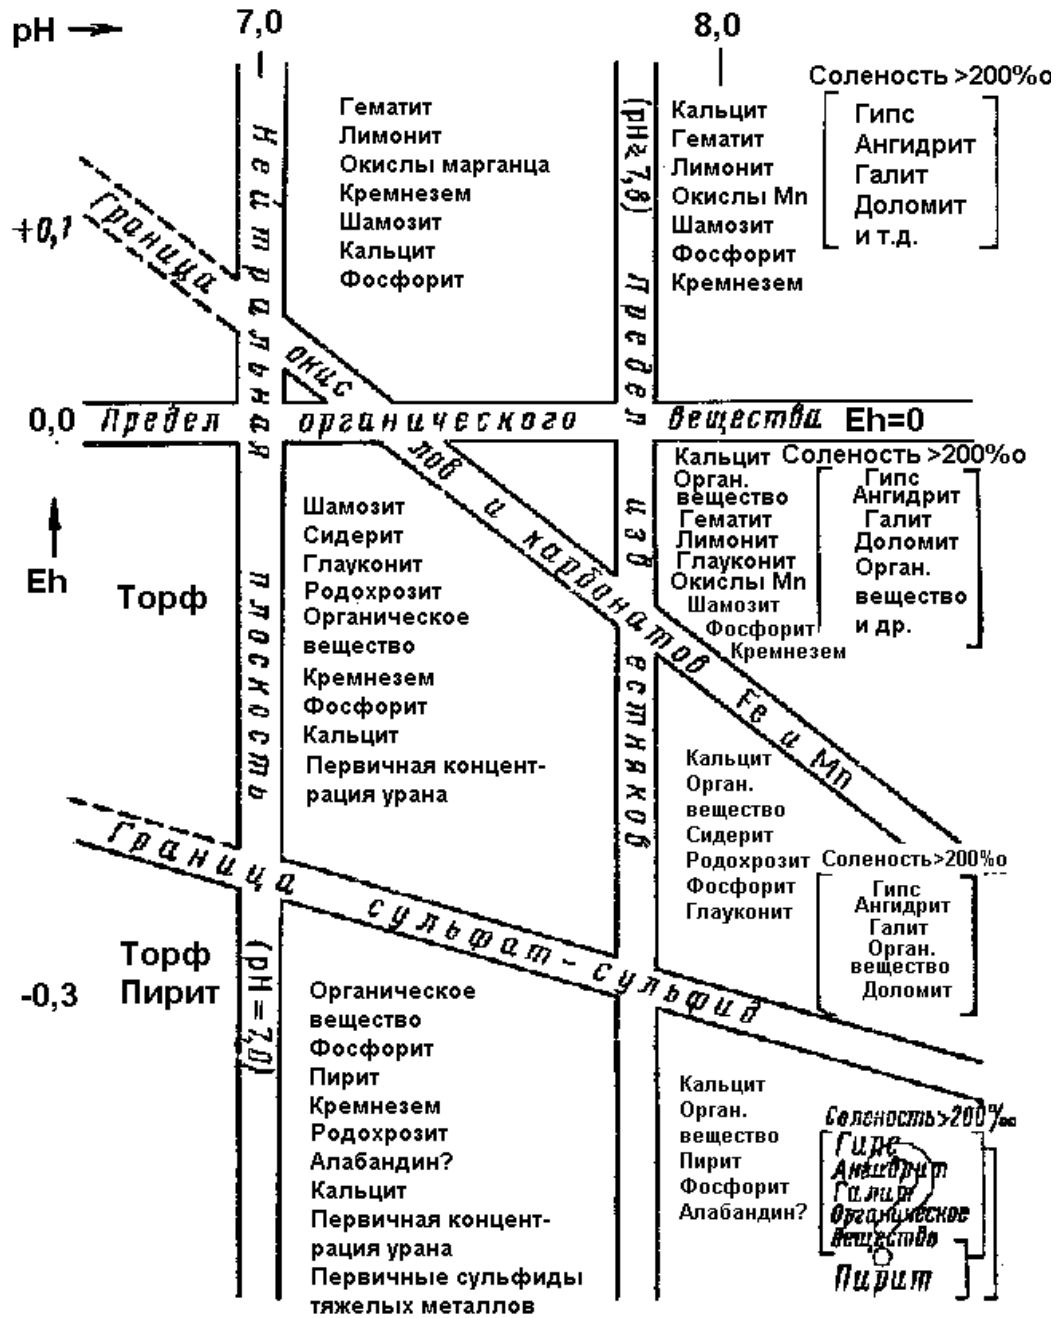 pH
7,0
8,0
Нейтральная плоскость (pH=7,0)
Предел известняков (pH≈7,8)
Граница окислов и карбонатов Fe и Mn
Гематит
Лимонит
Окислы марганца
Кремнезем
Шамозит
Кальцит
Фосфорит
Кальцит
Гематит
Лимонит
Окислы Mn
Шамозит
Фосфорит
Кремнезем
Соленость >200%o
Гипс
Ангидрит
Галит
Доломит
и т.д.
+0,1
0,0
Предел органического вещества Eh=0
Eh
Торф
Шамозит
Сидерит
Глауконит
Родохрозит
Органическое
вещество
Кремнезем
Фосфорит
Кальцит
Первичная концент-
рация урана
Кальцит
Орган.
вещество
Гематит
Лимонит
Глауконит
Окислы Mn
Шамозит
Фосфорит
Кремнезем
Соленость >200%o
Гипс
Ангидрит
Галит
Доломит
Орган.
вещество
и др.
Кальцит
Орган.
вещество
Сидерит
Родохрозит
Фосфорит
Глауконит
Соленость>200%o
Гипс
Ангидрит
Галит
Орган.
вещество
Доломит
Граница сульфат-сульфид
-0,3
Торф
Пирит
Органическое
вещество
Фосфорит
Пирит
Кремнезем
Родохрозит
Алабандин?
Кальцит
Первичная концент-
рация урана
Первичные сульфиды
тяжелых металлов
Кальцит
Орган.
вещество
Пирит
Фосфорит
Алабандин?
Соленость>200‰
Гипс
Ангидрит
Галит
Органическое
вещество
?
Пирит